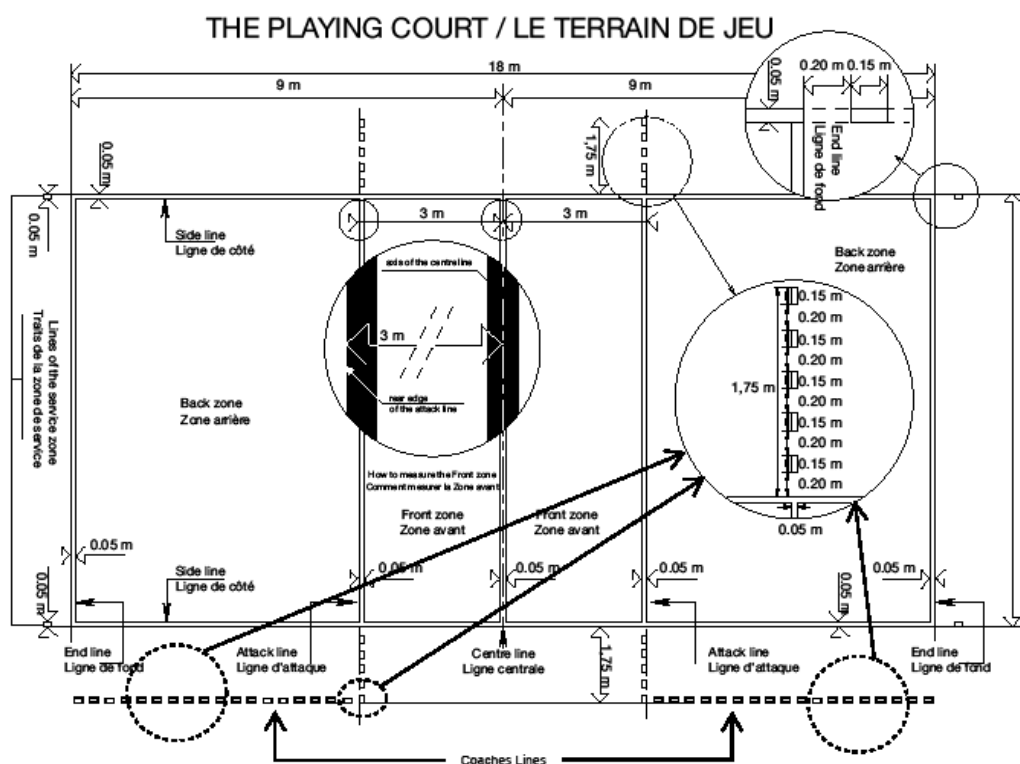 THE PLAYING COURT / LE TERRAIN DE JEU
18 m
9 m
9 m
0.05 m
0.20 m
0.15 m
End line
Ligne de fond
0.05 m
1,75 m
0.05 m
Side line
Ligne de côté
3 m
3 m
Back zone
Zone arrière
Lines of the service zone
Traits de la zone de service
axis of the centre line
3 m
rear edge
of the attack line
Back zone
Zone arrière
How to measure the Front zone
Comment mesurer la Zone avant
Front zone
Zone avant
Front zone
Zone avant
1,75 m
0.15 m
0.20 m
0.15 m
0.20 m
0.15 m
0.20 m
0.15 m
0.20 m
0.15 m
0.20 m
0.05 m
0.05 m
0.05 m
0.05 m
0.05 m
0.05 m
0.05 m
Side line
Ligne de côté
0.05 m
End line
Ligne de fond
Attack line
Ligne d'attaque
Centre line
Ligne centrale
1,75 m
Attack line
Ligne d'attaque
End line
Ligne de fond
Coaches Lines